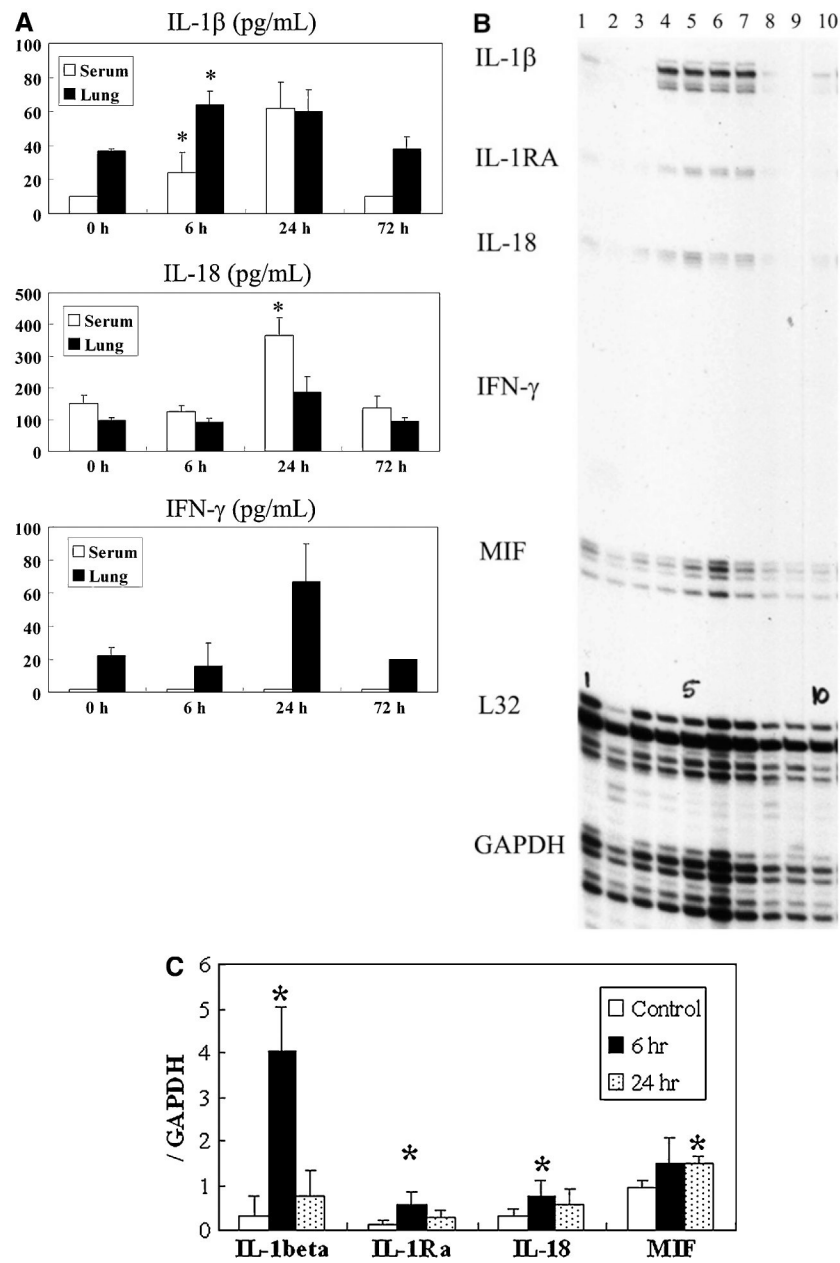 A
IL-1β (pg/mL)
100
80
60
40
20
0
Serum
Lung
*
*
0 h
6 h
24 h
72 h
IL-18 (pg/mL)
500
400
300
200
100
0
Serum
Lung
*
0 h
6 h
24 h
72 h
IFN-γ (pg/mL)
100
80
60
40
20
0
Serum
Lung
0 h
6 h
24 h
72 h
B
1 2 3 4 5 6 7 8 9 10
IL-1β
IL-1RA
IL-18
IFN-γ
MIF
1 5 10
L32
GAPDH
C
/ GAPDH
6
5
4
3
2
1
0
*
*
*
*
Control
6 hr
24 hr
IL-1beta
IL-1Ra
IL-18
MIF